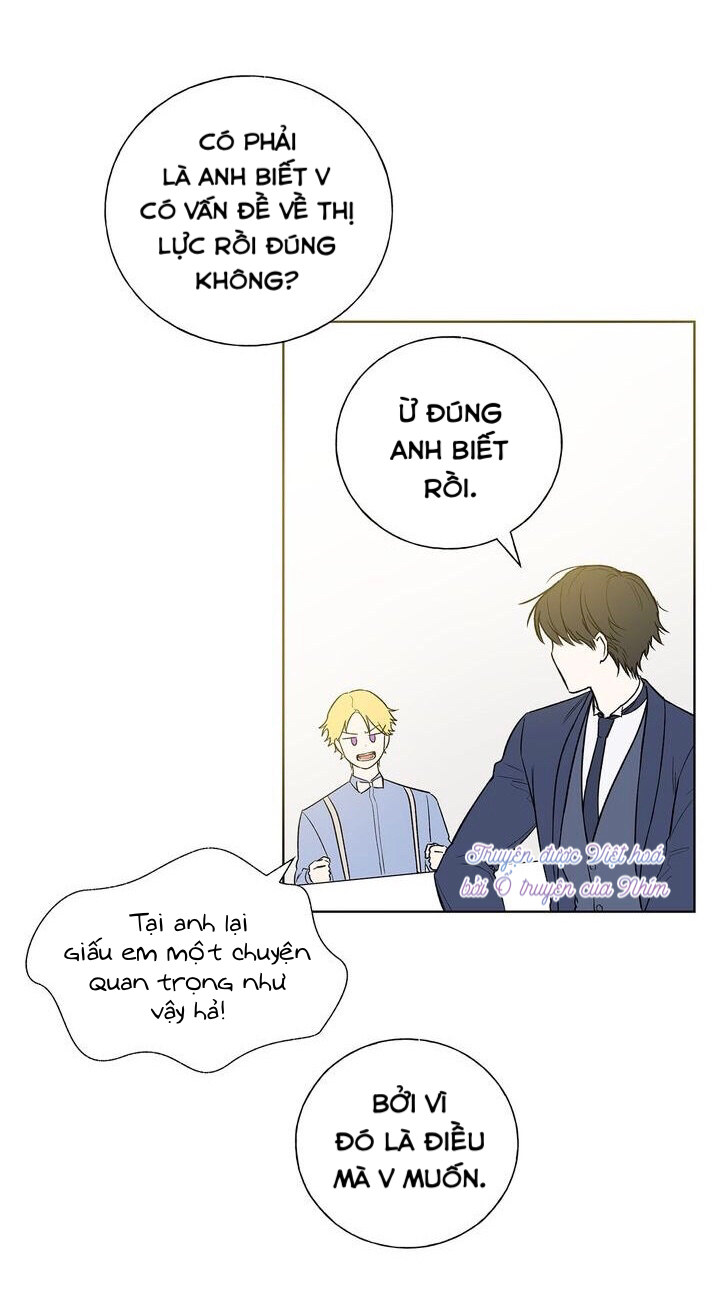 CÓ PHẢI
LÀ ANH BIẾT V
CÓ VẤN ĐỀ VỀ THỊ
LỰC RỒI ĐÚNG
KHÔNG?
Ừ ĐÚNG
ANH BIẾT
RỒI.
Truyện được Việt hoá
bởi Ổ truyện của Nhím
Tại anh lại
Giấu em một chuyện
Quan trọng như
vậy hả!
BỞI VÌ
ĐÓ LÀ ĐIỀU
MÀ V MUỐN.